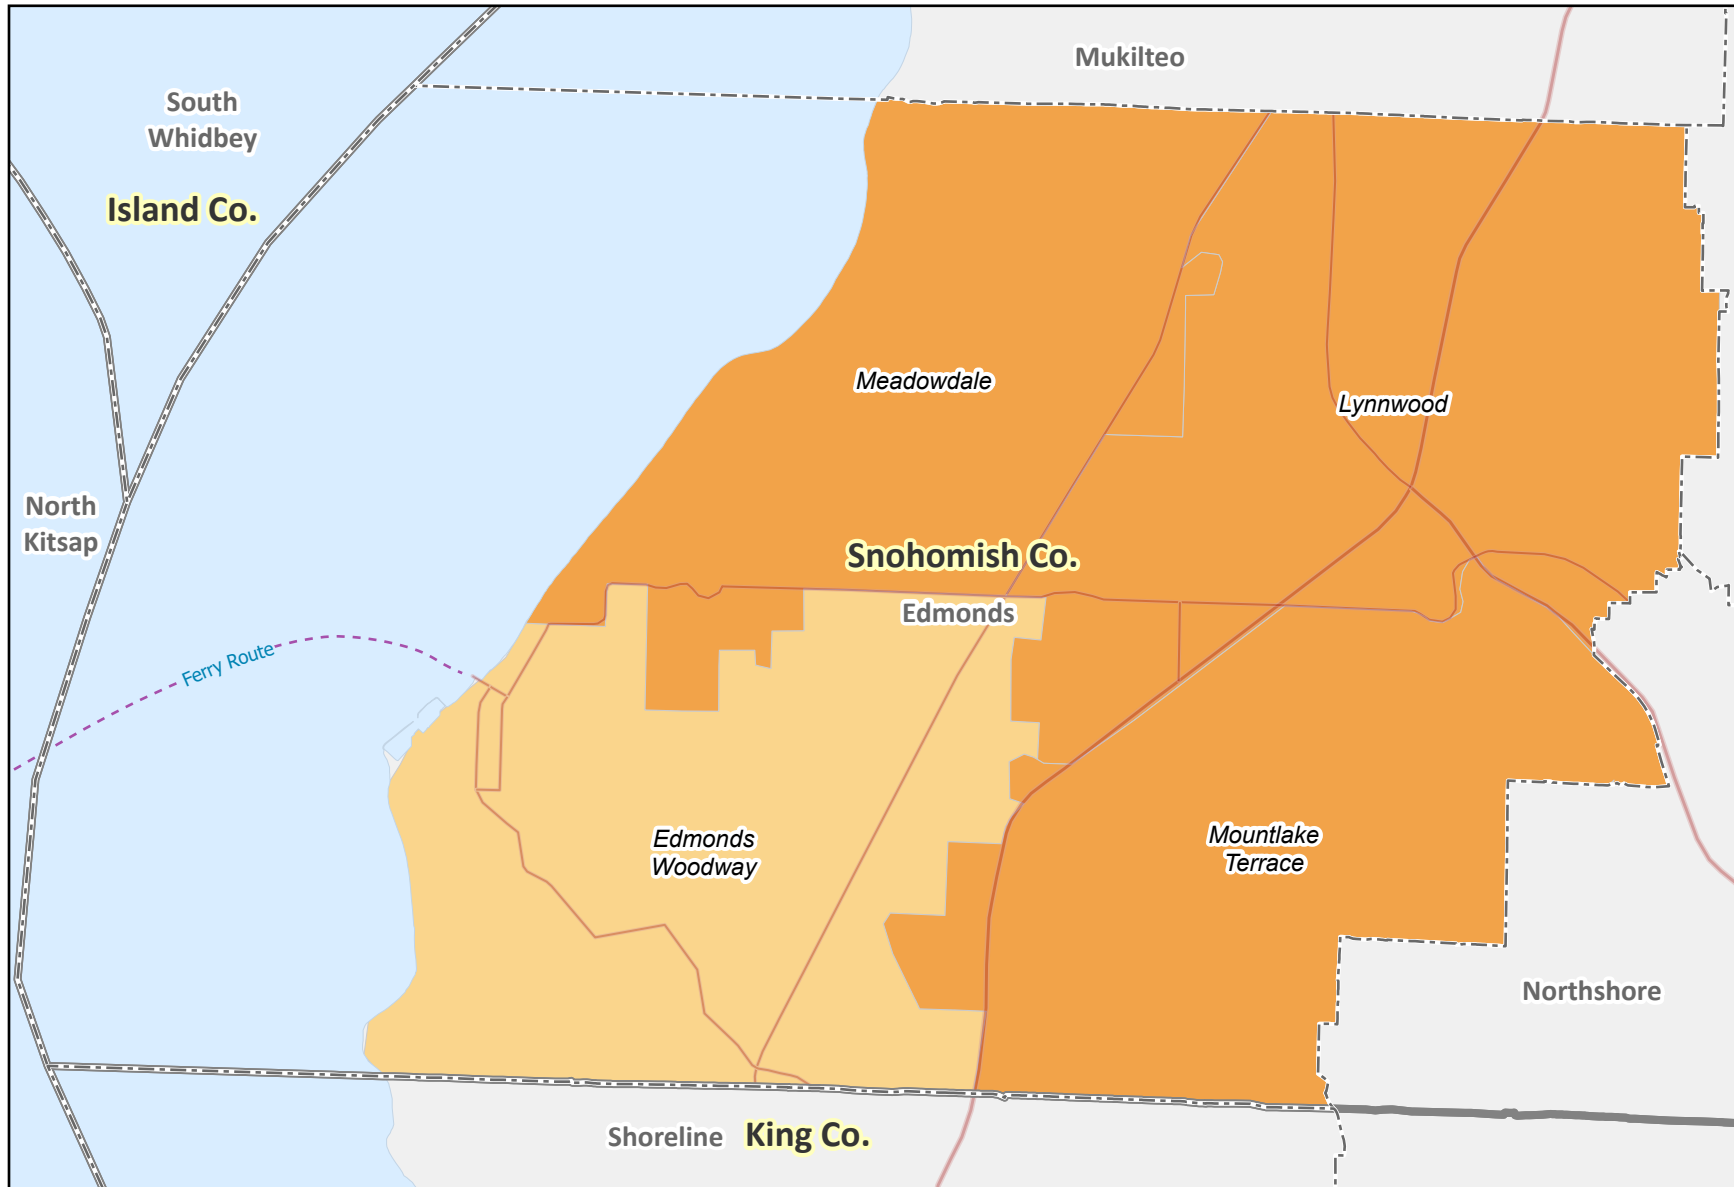 Mukilteo
South
Whidbey
Island Co.
Meadowdale
Lynnwood
North
Kitsap
Snohomish Co.
Edmonds
Ferry Route
Edmonds
Woodway
Mountlake
Terrace
Northshore
Shoreline
King Co.